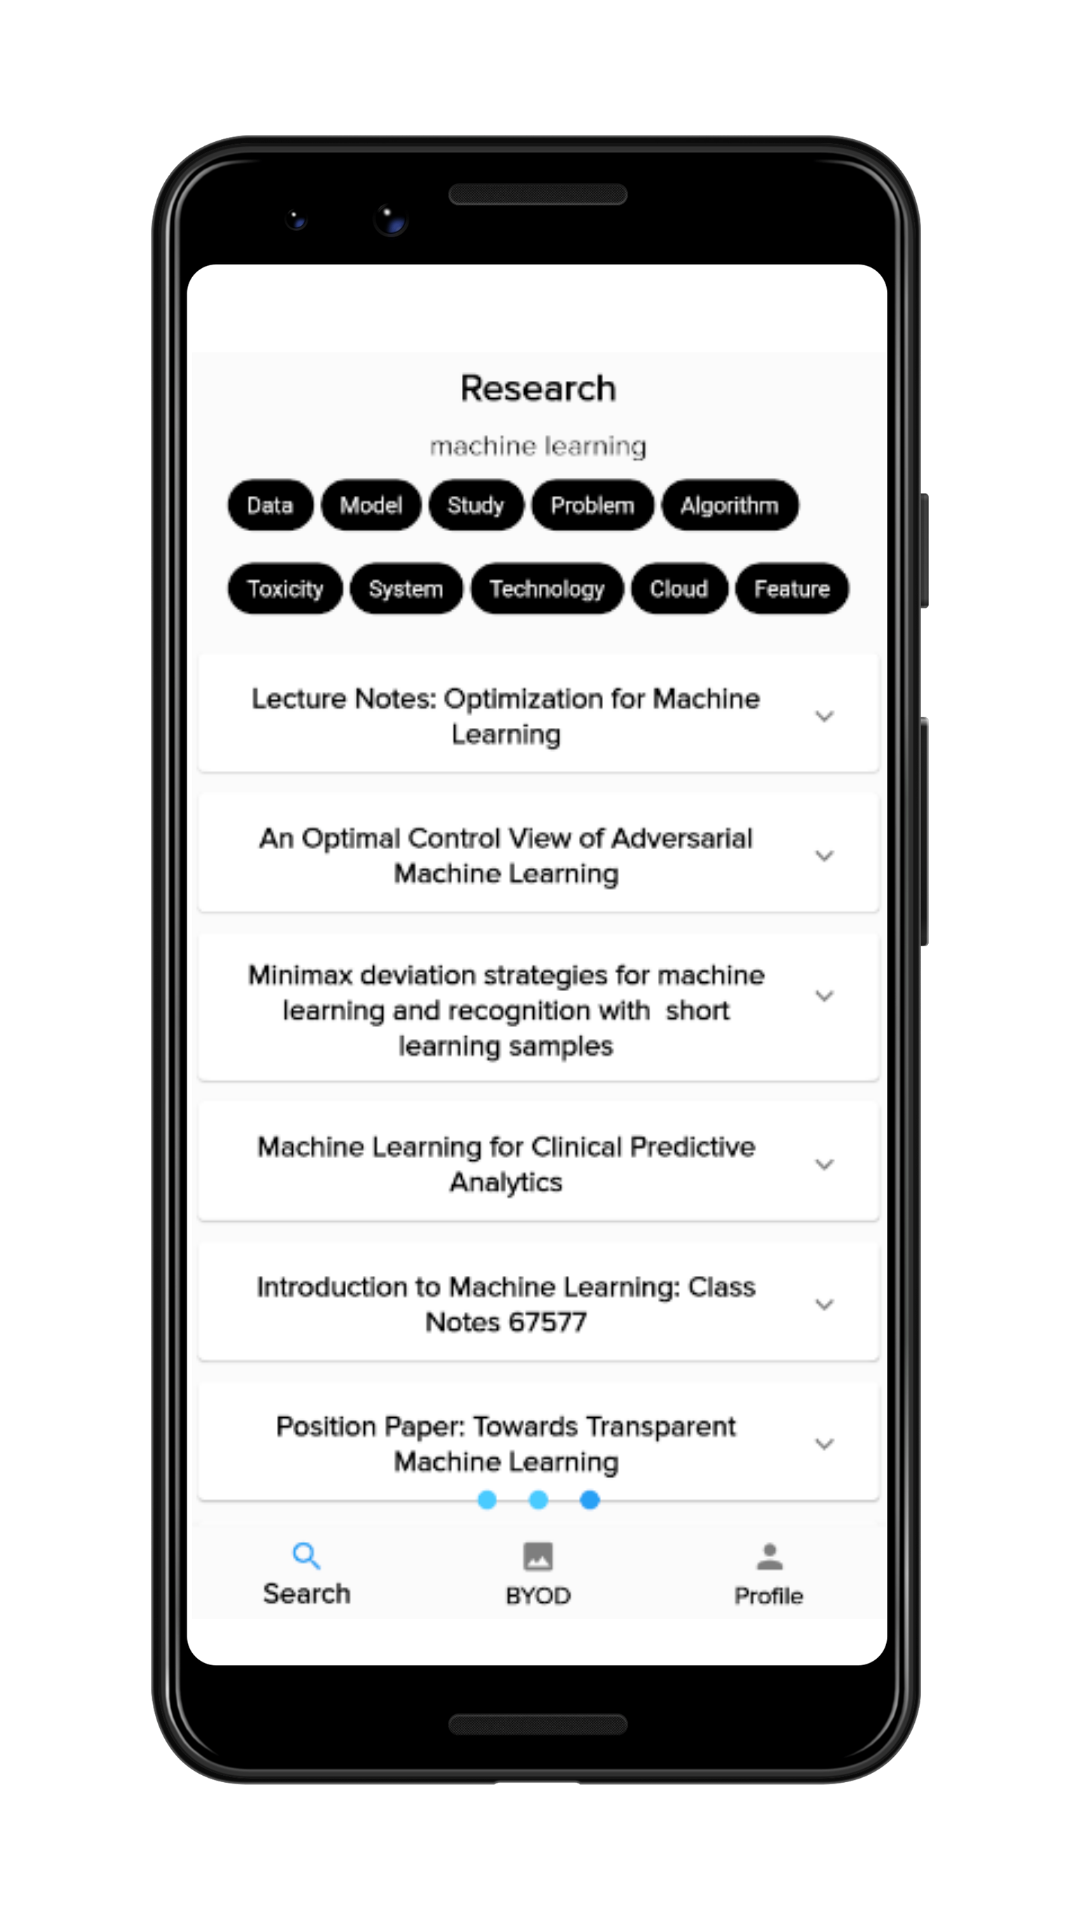 Research
machine learning
Data Model Study Problem Algorithm
Toxicity System Technology Cloud Feature
Lecture Notes: Optimization for Machine
Learning
An Optimal Control View of Adversarial
Machine Learning
Minimax deviation strategies for machine
learning and recognition with  short
learning samples
Machine Learning for Clinical Predictive
Analytics
Introduction to Machine Learning: Class
Notes 67577
Position Paper: Towards Transparent
Machine Learning
Search BYOD Profile